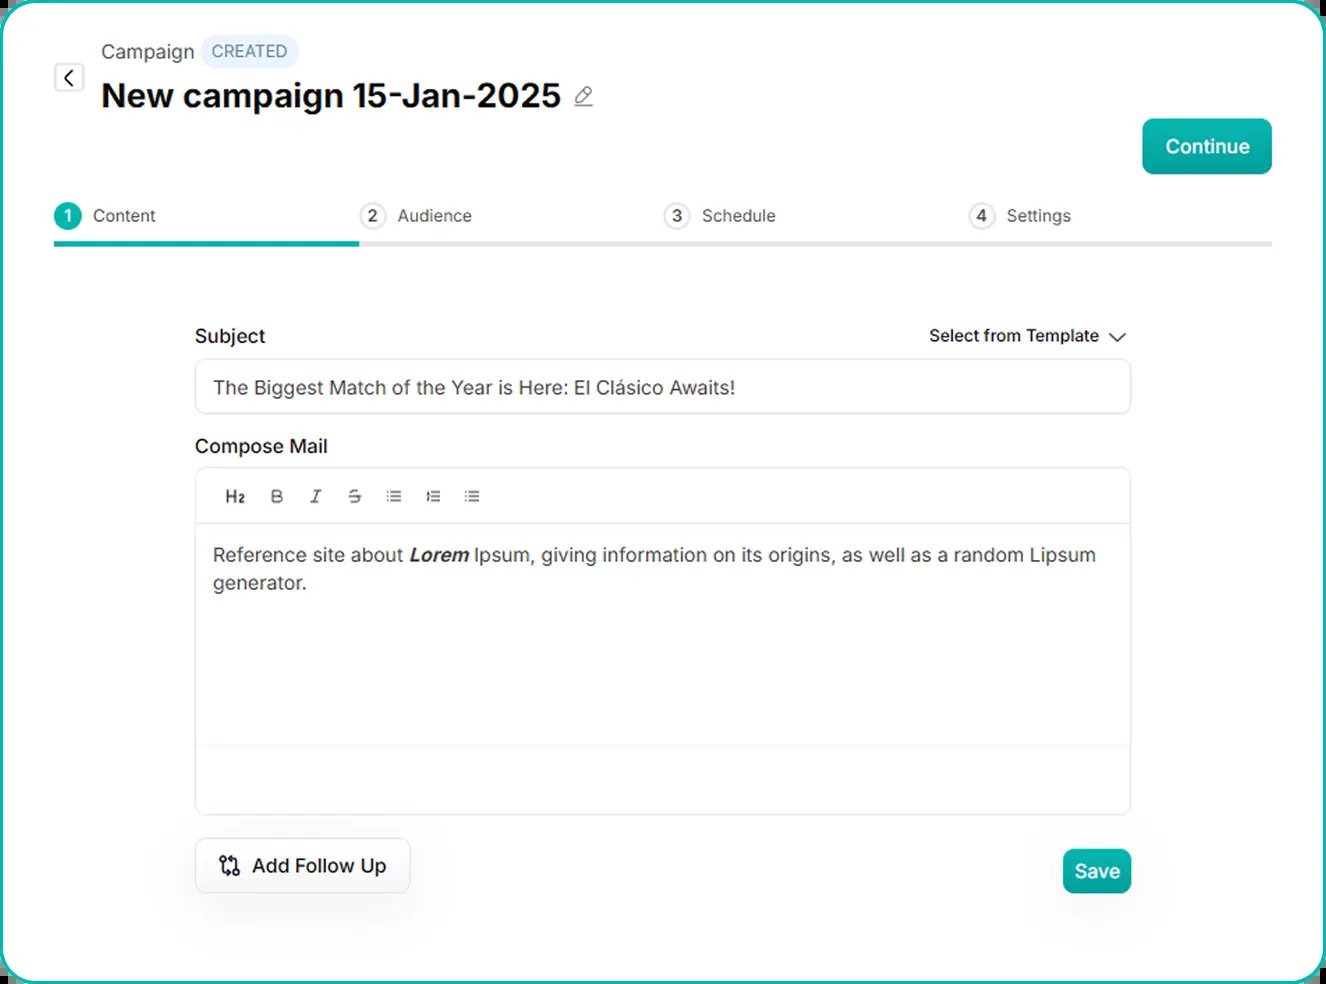 Campaign CREATED
New campaign 15-Jan-2025
Continue
1 Content 2 Audience 3 Schedule 4 Settings
Subject Select from Template
The Biggest Match of the Year is Here: El Clásico Awaits!
Compose Mail
H2 B I S
Reference site about Lorem Ipsum, giving information on its origins, as well as a random Lipsum
generator.
Add Follow Up Save